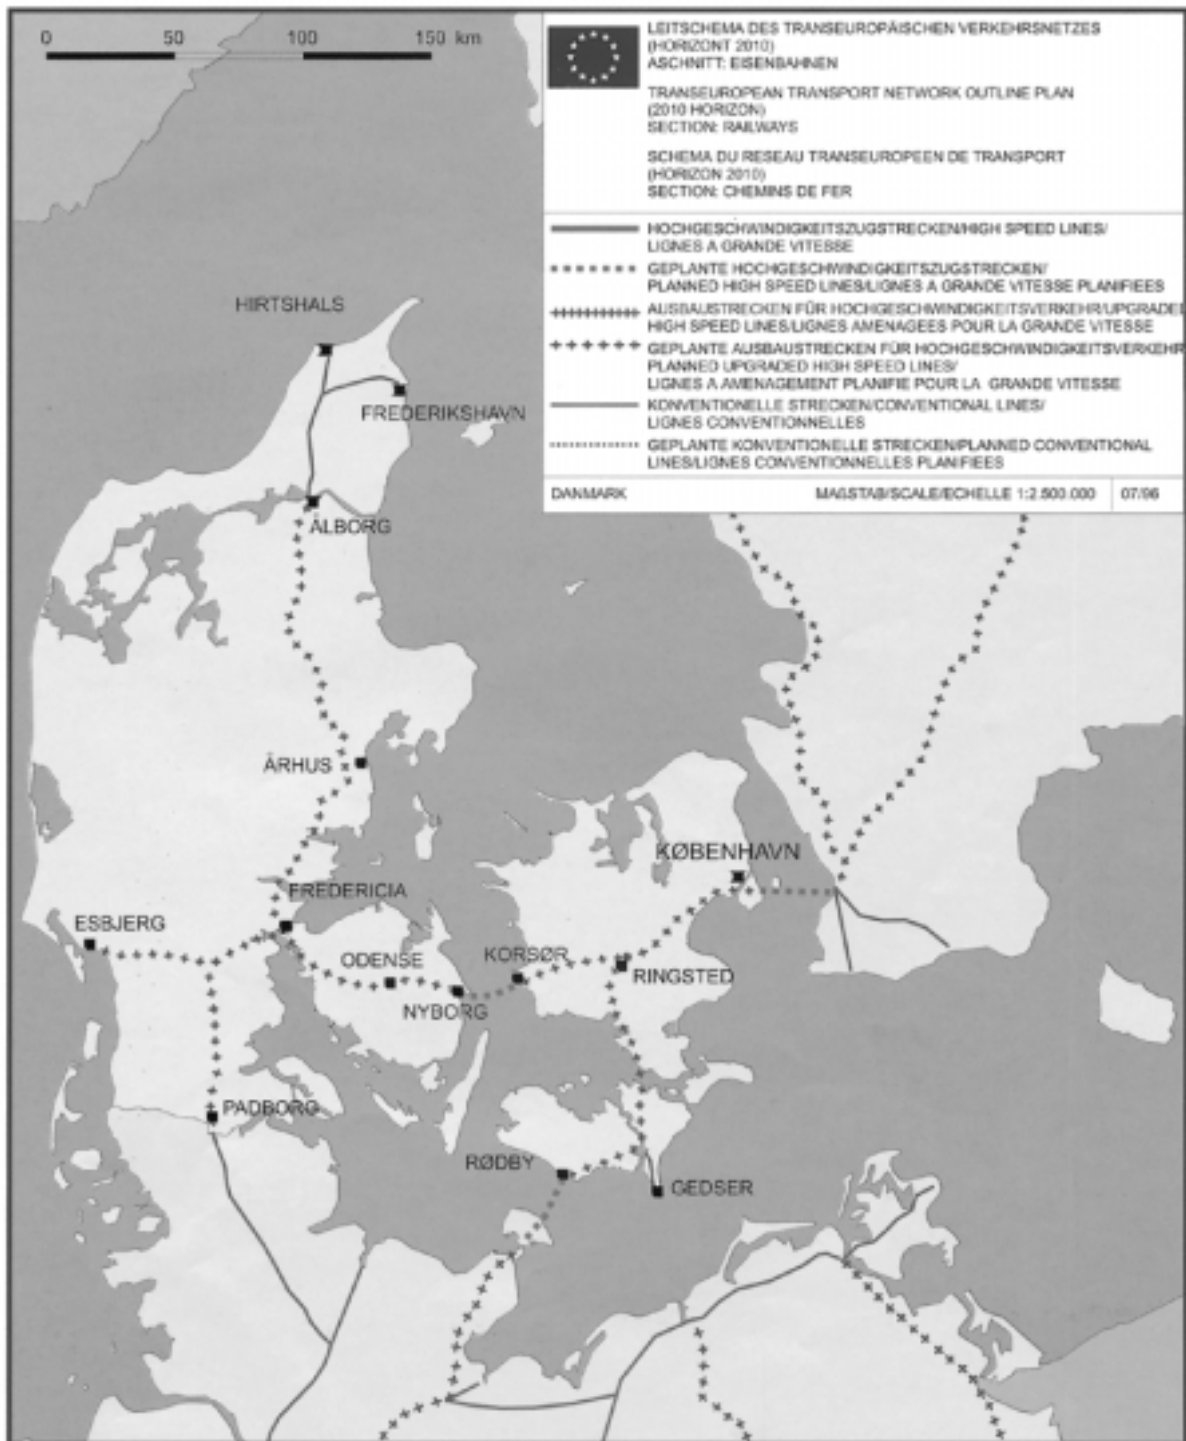 0 50 100 150 km
LEITSCHEMA DES TRANSEUROPÄISCHEN VERKEHRSNETZES
(HORIZONT 2010)
ASCHNITT: EISENBAHNEN
TRANSEUROPEAN TRANSPORT NETWORK OUTLINE PLAN
(2010 HORIZON)
SECTION: RAILWAYS
SCHEMA DU RESEAU TRANSEUROPEEN DE TRANSPORT
(HORIZON 2010)
SECTION: CHEMINS DE FER
HOCHGESCHWINDIGKEITSZUGSTRECKEN/HIGH SPEED LINES/
LIGNES A GRANDE VITESSE
GEPLANTE HOCHGESCHWINDIGKEITSZUGSTRECKEN/
PLANNED HIGH SPEED LINES/LIGNES A GRANDE VITESSE PLANIFIEES
AUSBAUSTRECKEN FÜR HOCHGESCHWINDIGKEITSVERKEHR/UPGRADED
HIGH SPEED LINES/LIGNES AMENAGEES POUR LA GRANDE VITESSE
GEPLANTE AUSBAUSTRECKEN FÜR HOCHGESCHWINDIGKEITSVERKEHR
PLANNED UPGRADED HIGH SPEED LINES/
LIGNES A AMENAGEMENT PLANIFIE POUR LA GRANDE VITESSE
KONVENTIONELLE STRECKEN/CONVENTIONAL LINES/
LIGNES CONVENTIONNELLES
GEPLANTE KONVENTIONELLE STRECKEN/PLANNED CONVENTIONAL
LINES/LIGNES CONVENTIONNELLES PLANIFIEES
DANMARK MAßSTAB/SCALE/ECHELLE 1:2.500.000 07/96
HIRTSHALS
FREDERIKSHAVN
ÅLBORG
ÅRHUS
KØBENHAVN
FREDERICIA
ESBJERG
ODENSE
KORSØR
RINGSTED
NYBORG
PADBORG
RØDBY
GEDSER